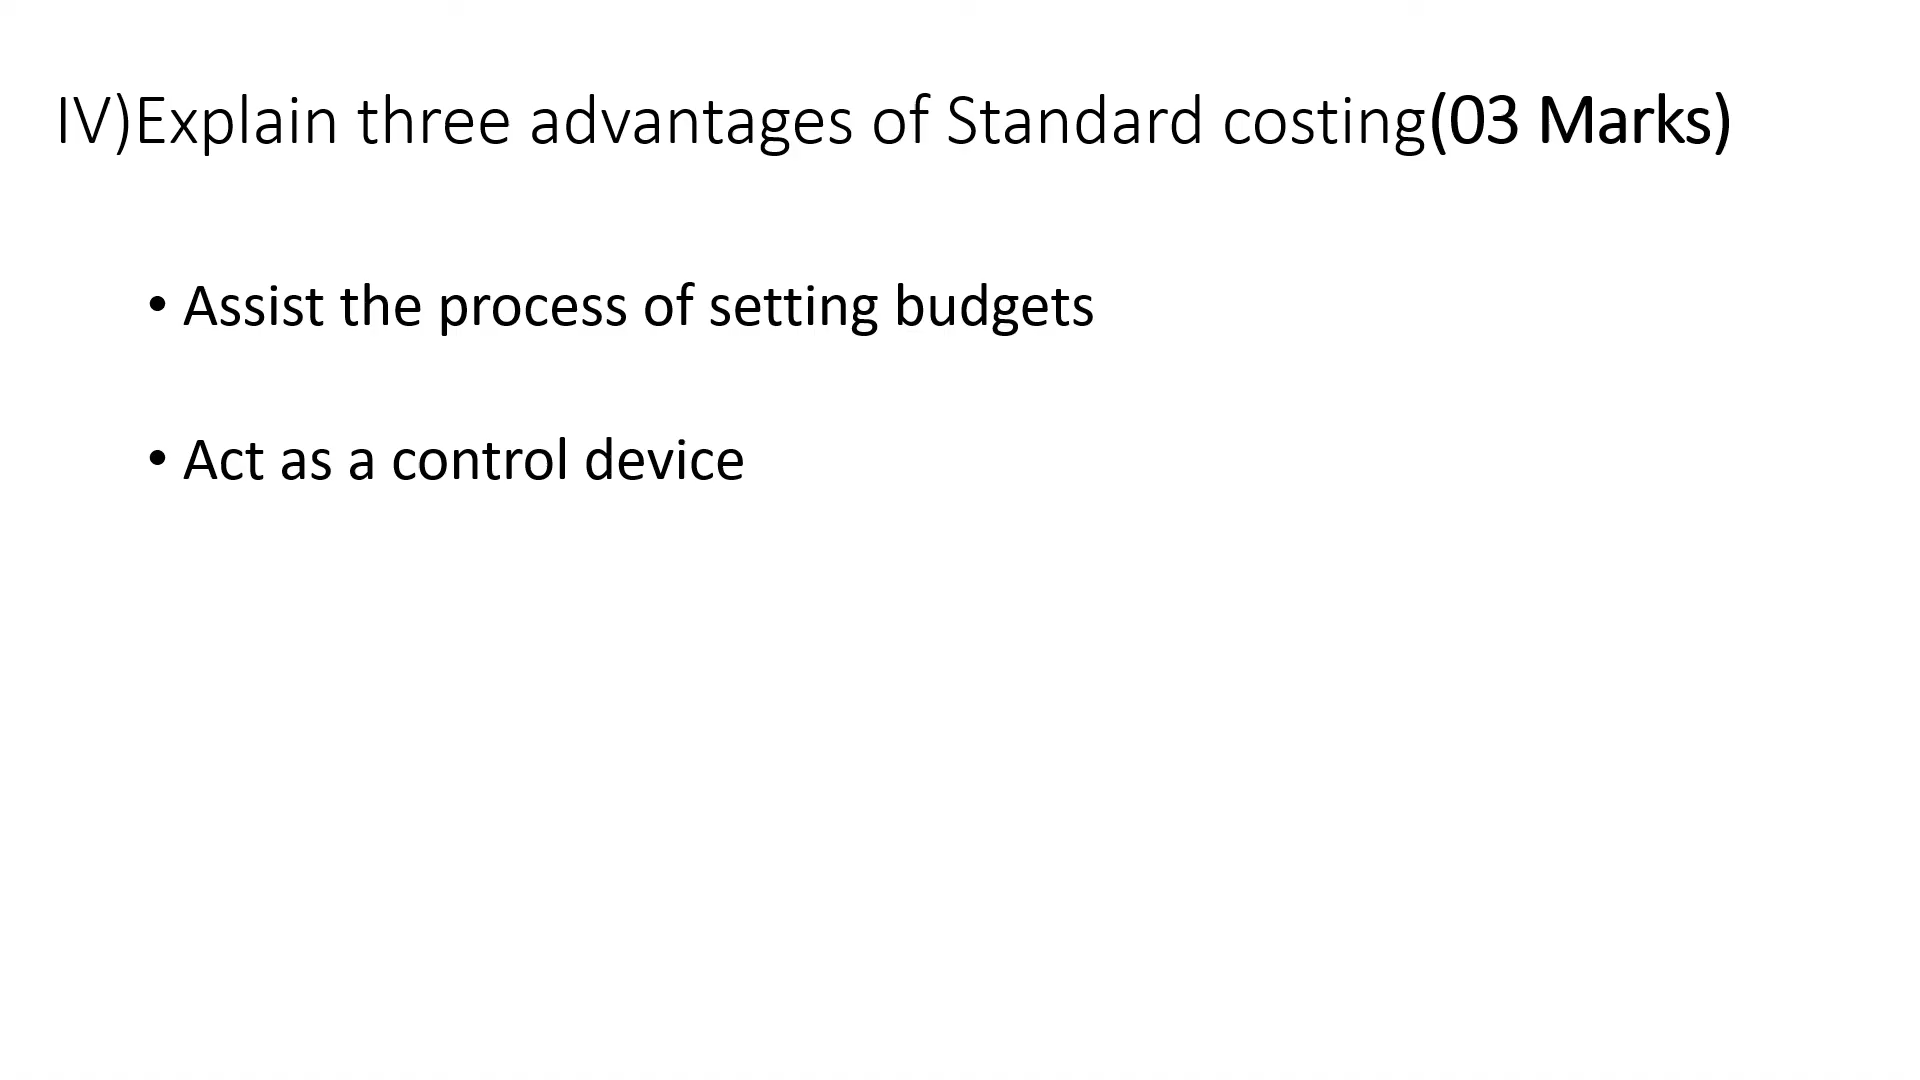 IV)Explain three advantages of Standard costing(03 Marks)
• Assist the process of setting budgets
• Act as a control device